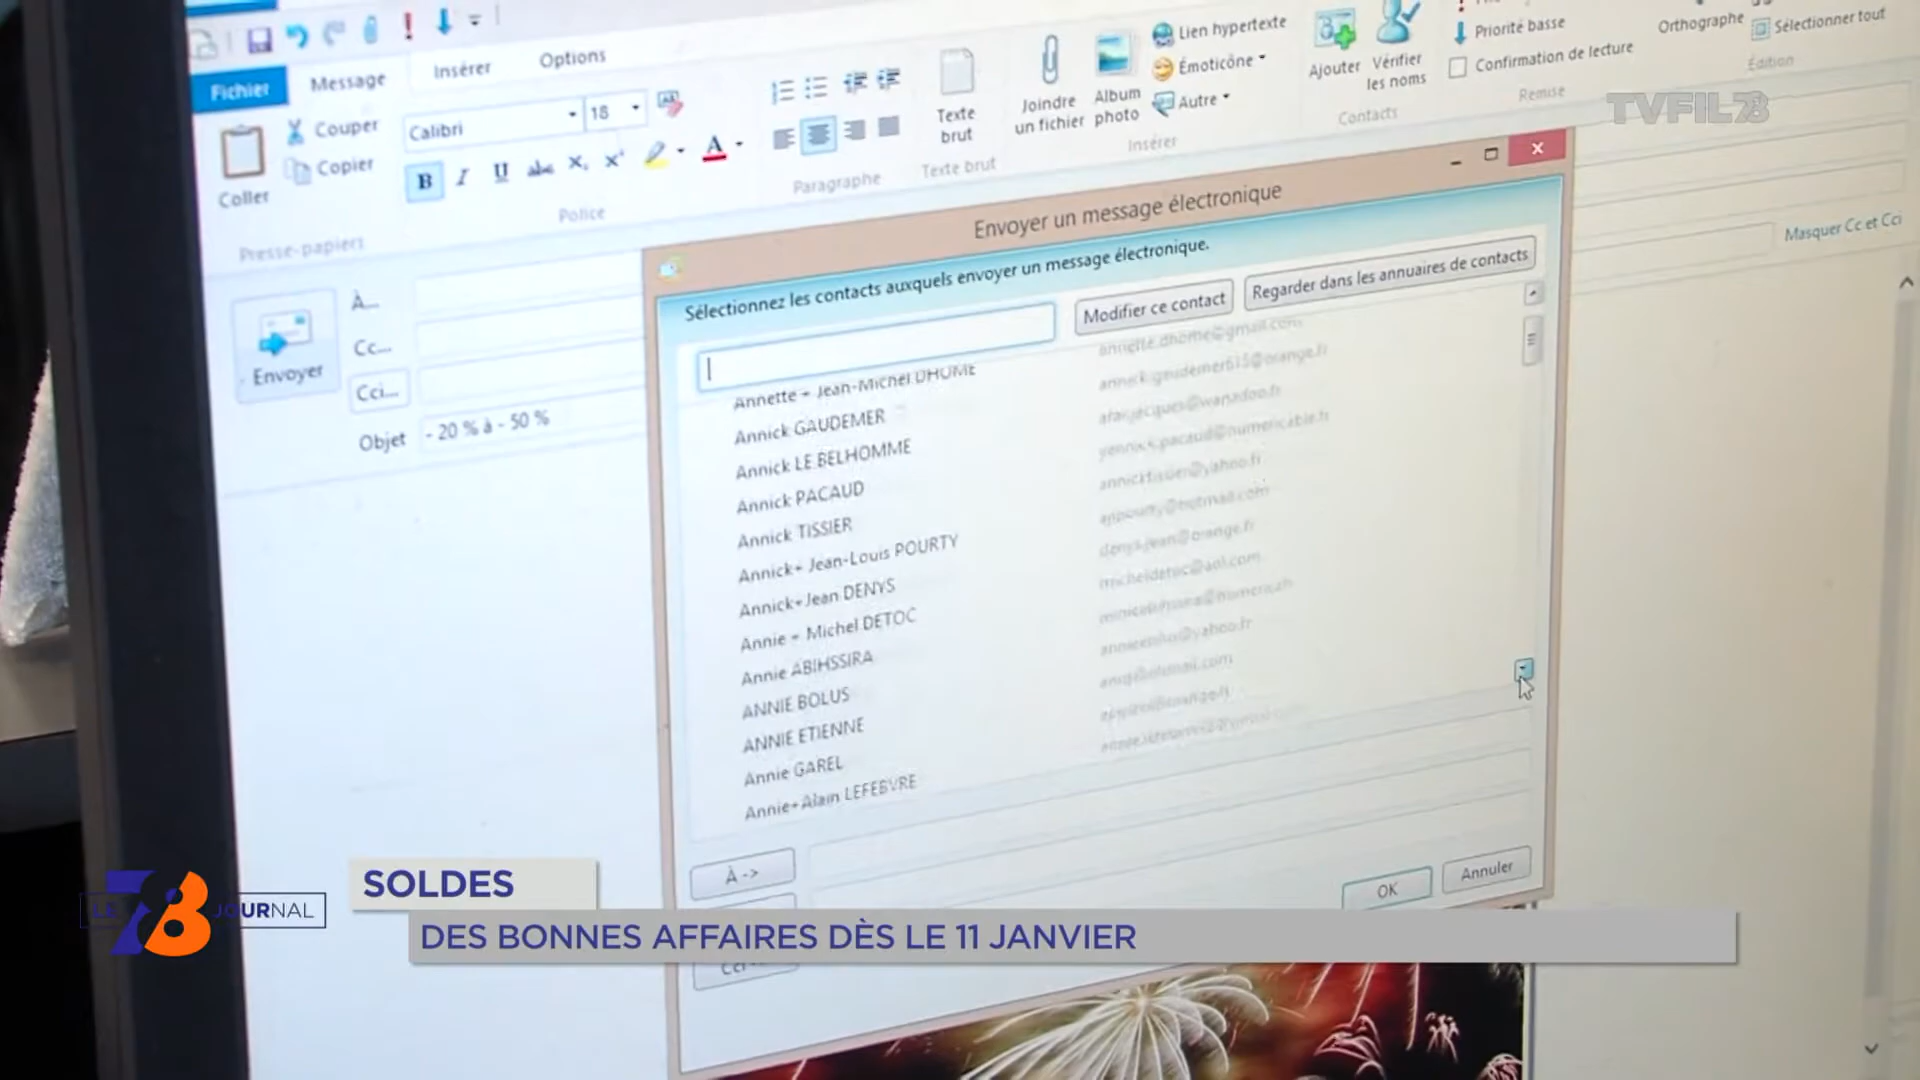 Fichier
Message
Insérer
Options
Coller
Couper
Copier
Presse-papiers
Calibri
18
B I U abc X, X'
A
Police
Paragraphe
Texte brut
Texte brut
Joindre un fichier
Album photo
Lien hypertexte
Émoticône
Autre
Insérer
Ajouter
Vérifier les noms
Contacts
Priorité basse
Confirmation de lecture
Remise
Orthographe
Sélectionner tout
Édition
TVFIL78
Masquer Cc et Cci
Envoyer
À...
Cc...
Cci...
Objet
- 20 % à - 50 %
Envoyer un message électronique
Sélectionnez les contacts auxquels envoyer un message électronique.
Modifier ce contact
Regarder dans les annuaires de contacts
Annette + Jean-Michel DHOME
Annick GAUDEMER
Annick LE BELHOMME
Annick PACAUD
Annick TISSIER
Annick+ Jean-Louis POURTY
Annick+Jean DENYS
Annie + Michel DETOC
Annie ABIHSSIRA
ANNIE BOLUS
ANNIE ETIENNE
Annie GAREL
Annie+Alain LEFEBVRE
À ->
OK
Annuler
LE 78 JOURNAL
SOLDES
DES BONNES AFFAIRES DÈS LE 11 JANVIER